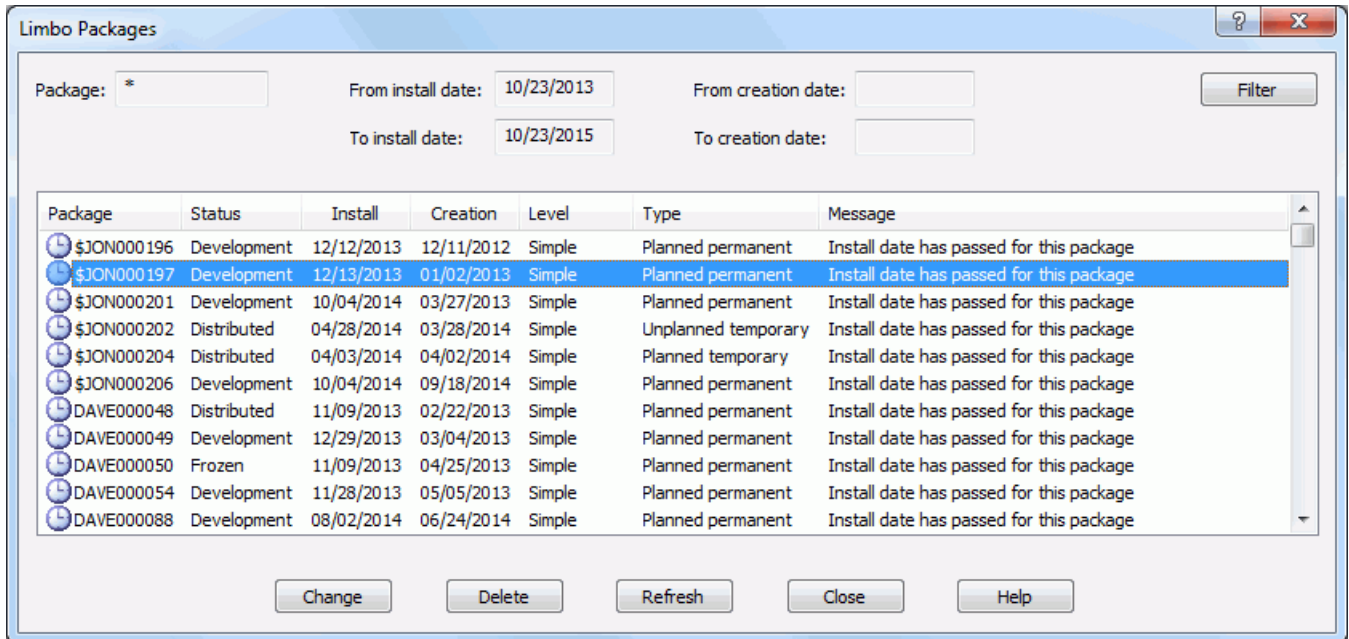 Limbo Packages
Package: * From install date: 10/23/2013 From creation date: Filter
To install date: 10/23/2015 To creation date:
Package Status Install Creation Level Type Message
$JON000196 Development 12/12/2013 12/11/2012 Simple Planned permanent Install date has passed for this package
$JON000197 Development 12/13/2013 01/02/2013 Simple Planned permanent Install date has passed for this package
$JON000201 Development 10/04/2014 03/27/2013 Simple Planned permanent Install date has passed for this package
$JON000202 Distributed 04/28/2014 03/28/2014 Simple Unplanned temporary Install date has passed for this package
$JON000204 Distributed 04/03/2014 04/02/2014 Simple Planned temporary Install date has passed for this package
$JON000206 Development 10/04/2014 09/18/2014 Simple Planned permanent Install date has passed for this package
DAVE000048 Distributed 11/09/2013 02/22/2013 Simple Planned permanent Install date has passed for this package
DAVE000049 Development 12/29/2013 03/04/2013 Simple Planned permanent Install date has passed for this package
DAVE000050 Frozen 11/09/2013 04/25/2013 Simple Planned permanent Install date has passed for this package
DAVE000054 Development 11/28/2013 05/05/2013 Simple Planned permanent Install date has passed for this package
DAVE000088 Development 08/02/2014 06/24/2014 Simple Planned permanent Install date has passed for this package
Change Delete Refresh Close Help